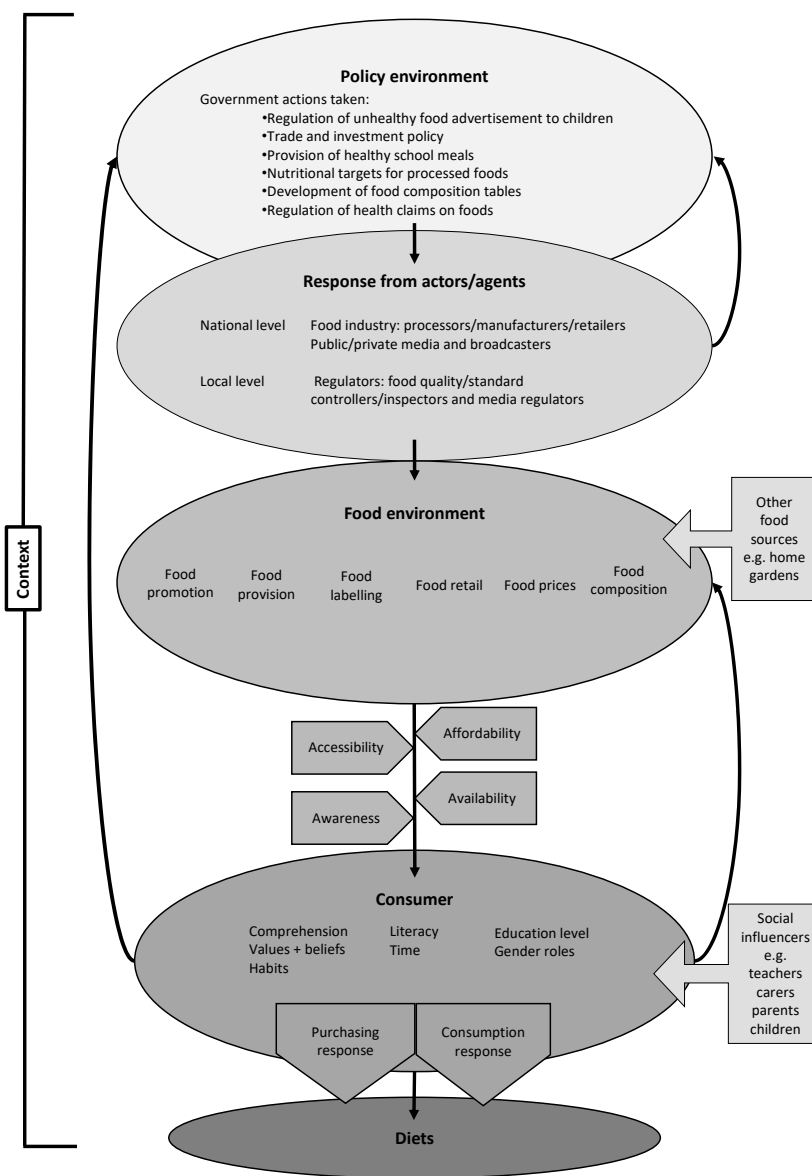 Policy environment
Government actions taken:
•Regulation of unhealthy food advertisement to children
•Trade and investment policy
•Provision of healthy school meals
•Nutritional targets for processed foods
•Development of food composition tables
•Regulation of health claims on foods
Response from actors/agents
National level Food industry: processors/manufacturers/retailers
Public/private media and broadcasters
Local level Regulators: food quality/standard
controllers/inspectors and media regulators
Context
Food environment
Food
promotion
Food
provision
Food
labelling
Food retail
Food prices
Food
composition
Other
food
sources
e.g. home
gardens
Accessibility
Affordability
Awareness
Availability
Consumer
Comprehension
Values + beliefs
Habits
Literacy
Time
Education level
Gender roles
Social
influencers
e.g.
teachers
carers
parents
children
Purchasing
response
Consumption
response
Diets